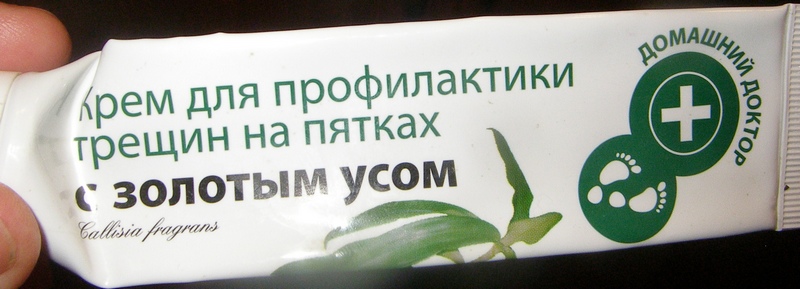 Крем для профилактики
трещин на пятках
с золотым усом
Callisia fragrans
ДОМАШНИЙ ДОКТОР